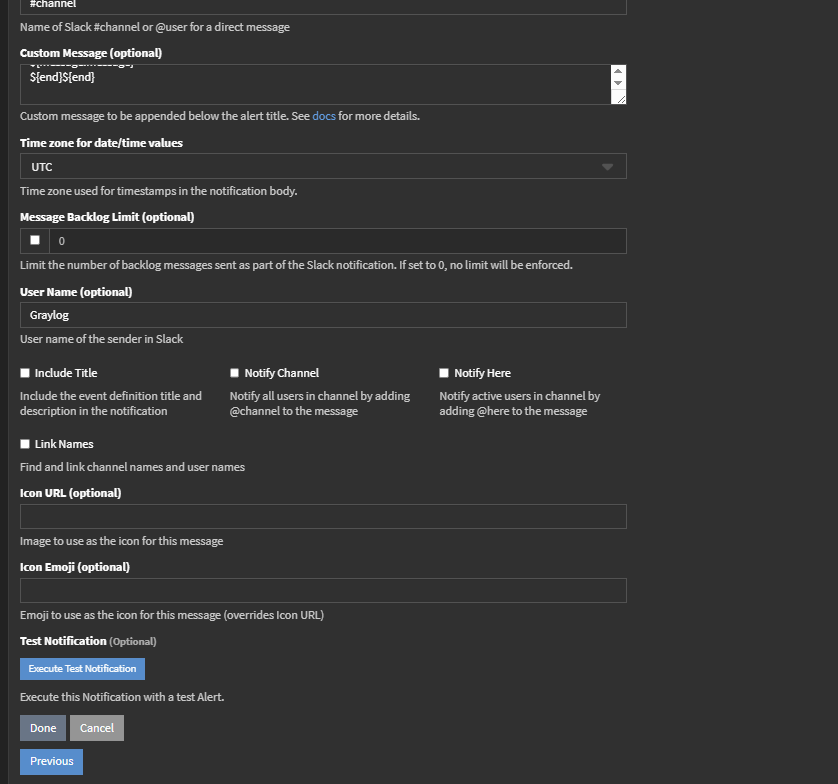 #channel
Name of Slack #channel or @user for a direct message
Custom Message (optional)
${end}${end}
Custom message to be appended below the alert title. See docs for more details.
Time zone for date/time values
UTC
Time zone used for timestamps in the notification body.
Message Backlog Limit (optional)
0
Limit the number of backlog messages sent as part of the Slack notification. If set to 0, no limit will be enforced.
User Name (optional)
Graylog
User name of the sender in Slack
Include Title
Include the event definition title and
description in the notification
Notify Channel
Notify all users in channel by adding
@channel to the message
Notify Here
Notify active users in channel by
adding @here to the message
Link Names
Find and link channel names and user names
Icon URL (optional)
Image to use as the icon for this message
Icon Emoji (optional)
Emoji to use as the icon for this message (overrides Icon URL)
Test Notification (Optional)
Execute Test Notification
Execute this Notification with a test Alert.
Done Cancel
Previous